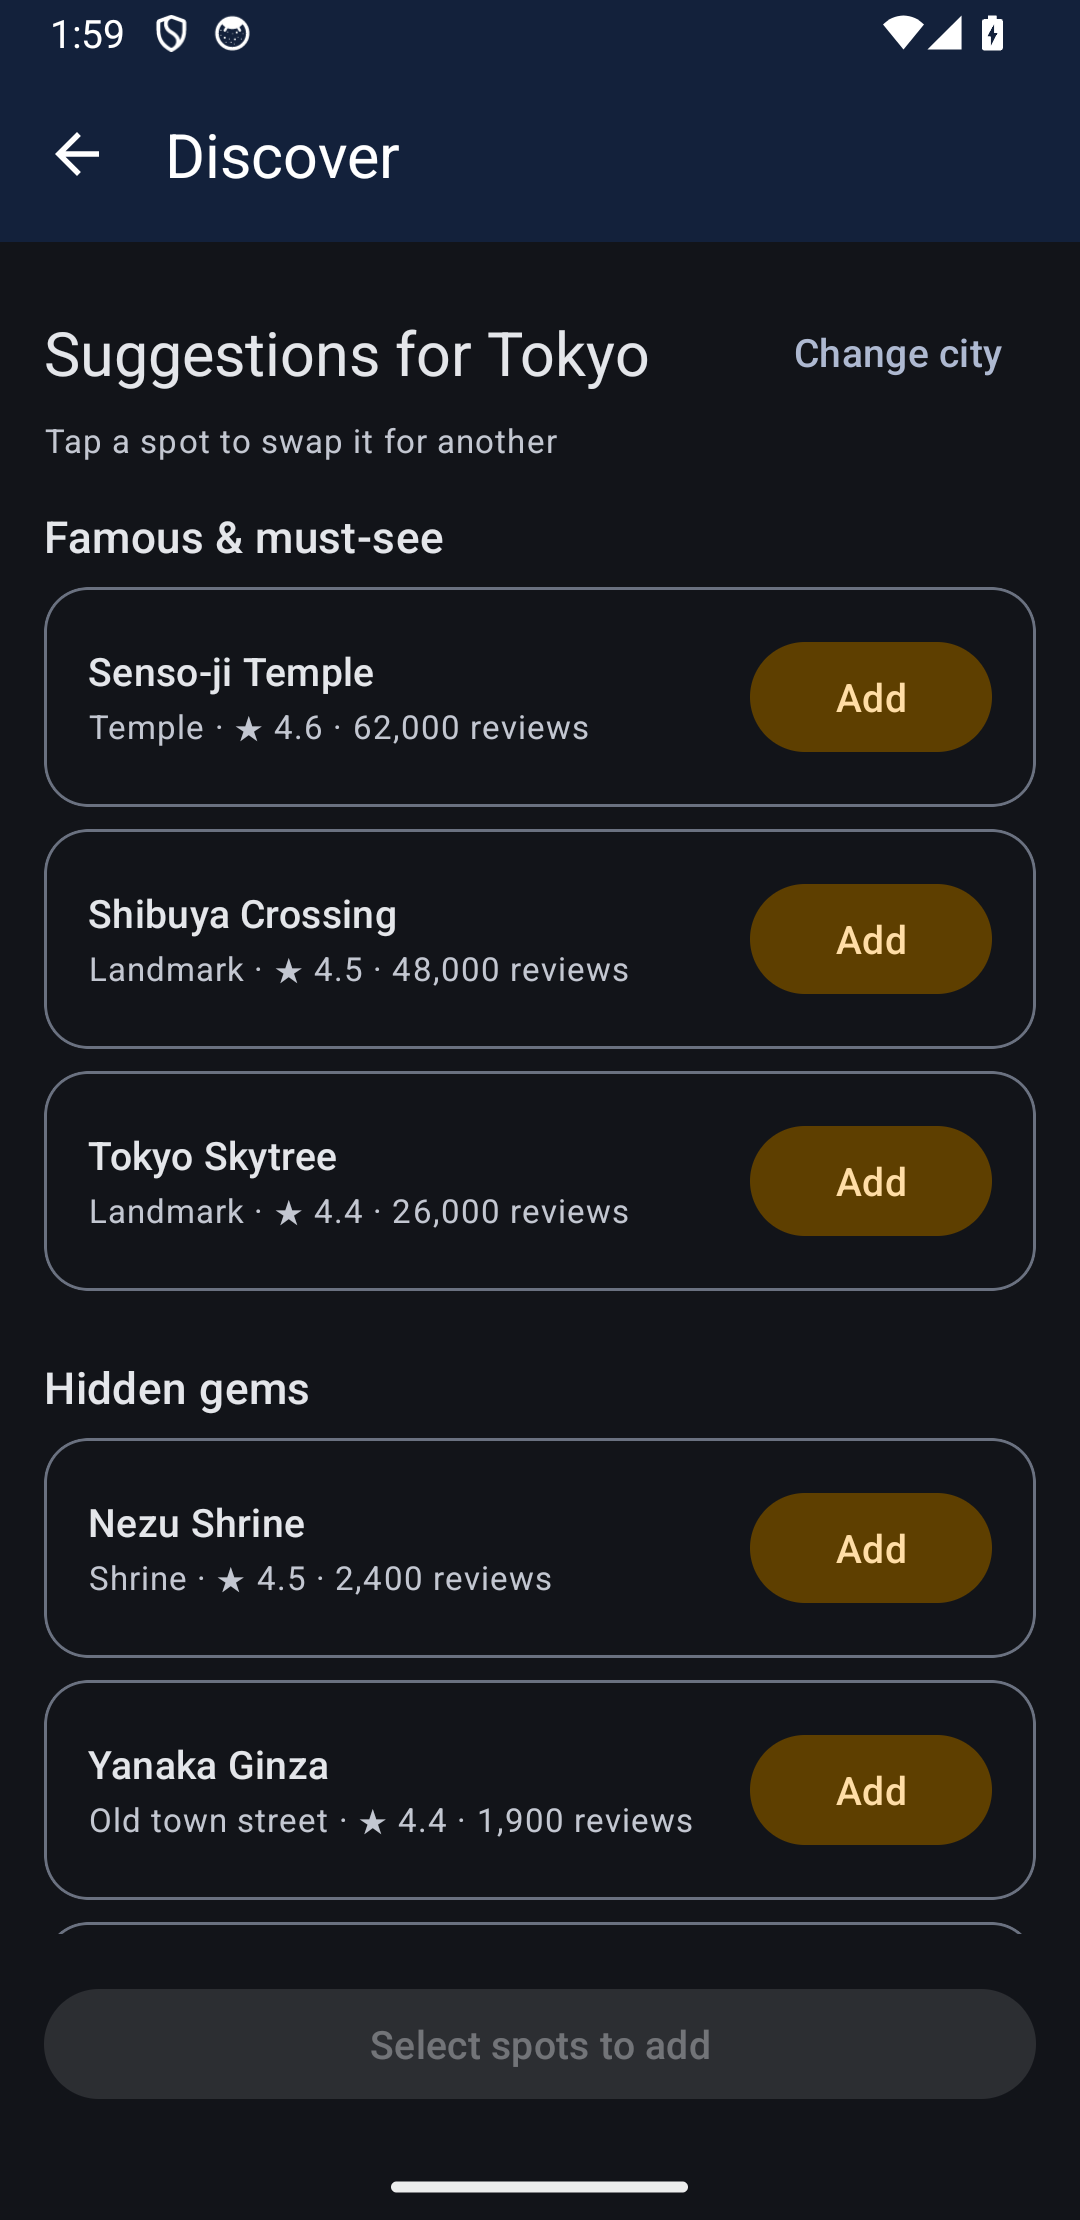 1:59
Discover
Suggestions for Tokyo
Change city
Tap a spot to swap it for another
Famous & must-see
Senso-ji Temple
Temple · ★ 4.6 · 62,000 reviews
Add
Shibuya Crossing
Landmark · ★ 4.5 · 48,000 reviews
Add
Tokyo Skytree
Landmark · ★ 4.4 · 26,000 reviews
Add
Hidden gems
Nezu Shrine
Shrine · ★ 4.5 · 2,400 reviews
Add
Yanaka Ginza
Old town street · ★ 4.4 · 1,900 reviews
Add
Select spots to add